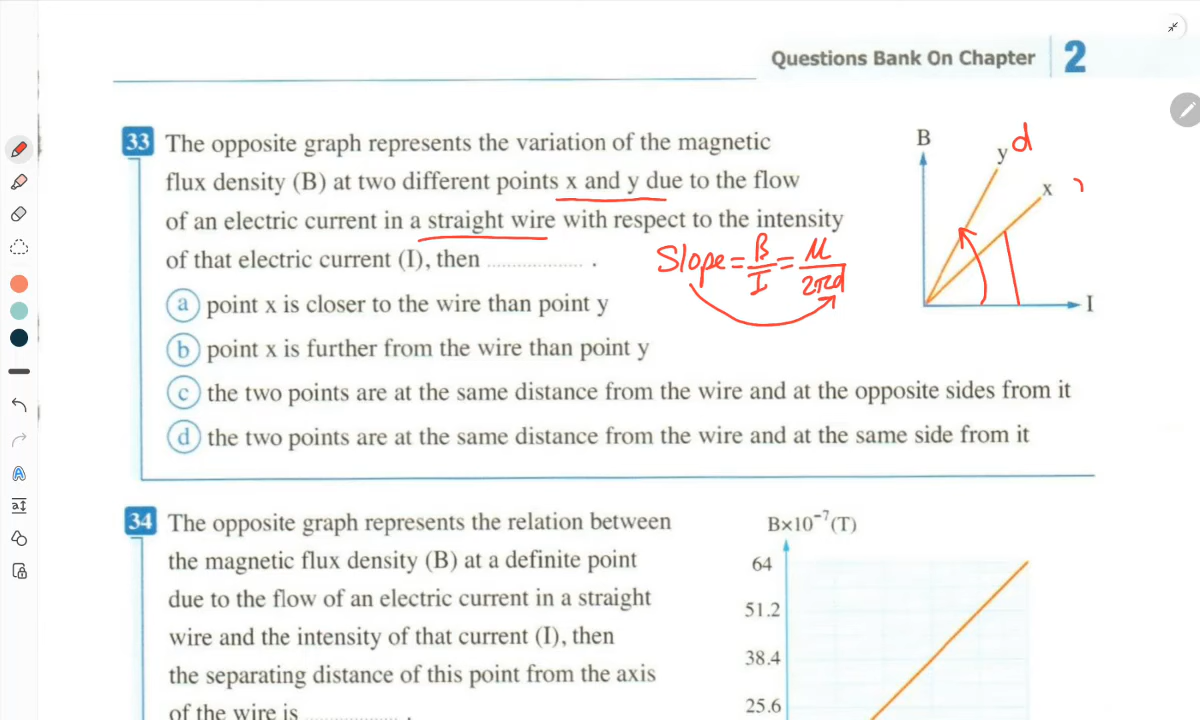 Questions Bank On Chapter 2
33 The opposite graph represents the variation of the magnetic
flux density (B) at two different points x and y due to the flow
of an electric current in a straight wire with respect to the intensity
of that electric current (I), then .................. .
a point x is closer to the wire than point y
b point x is further from the wire than point y
c the two points are at the same distance from the wire and at the opposite sides from it
d the two points are at the same distance from the wire and at the same side from it
B
y d
x
I
Slope = B/I = μ/2πd
34 The opposite graph represents the relation between
the magnetic flux density (B) at a definite point
due to the flow of an electric current in a straight
wire and the intensity of that current (I), then
the separating distance of this point from the axis
of the wire is .................. .
B×10⁻⁷(T)
64
51.2
38.4
25.6